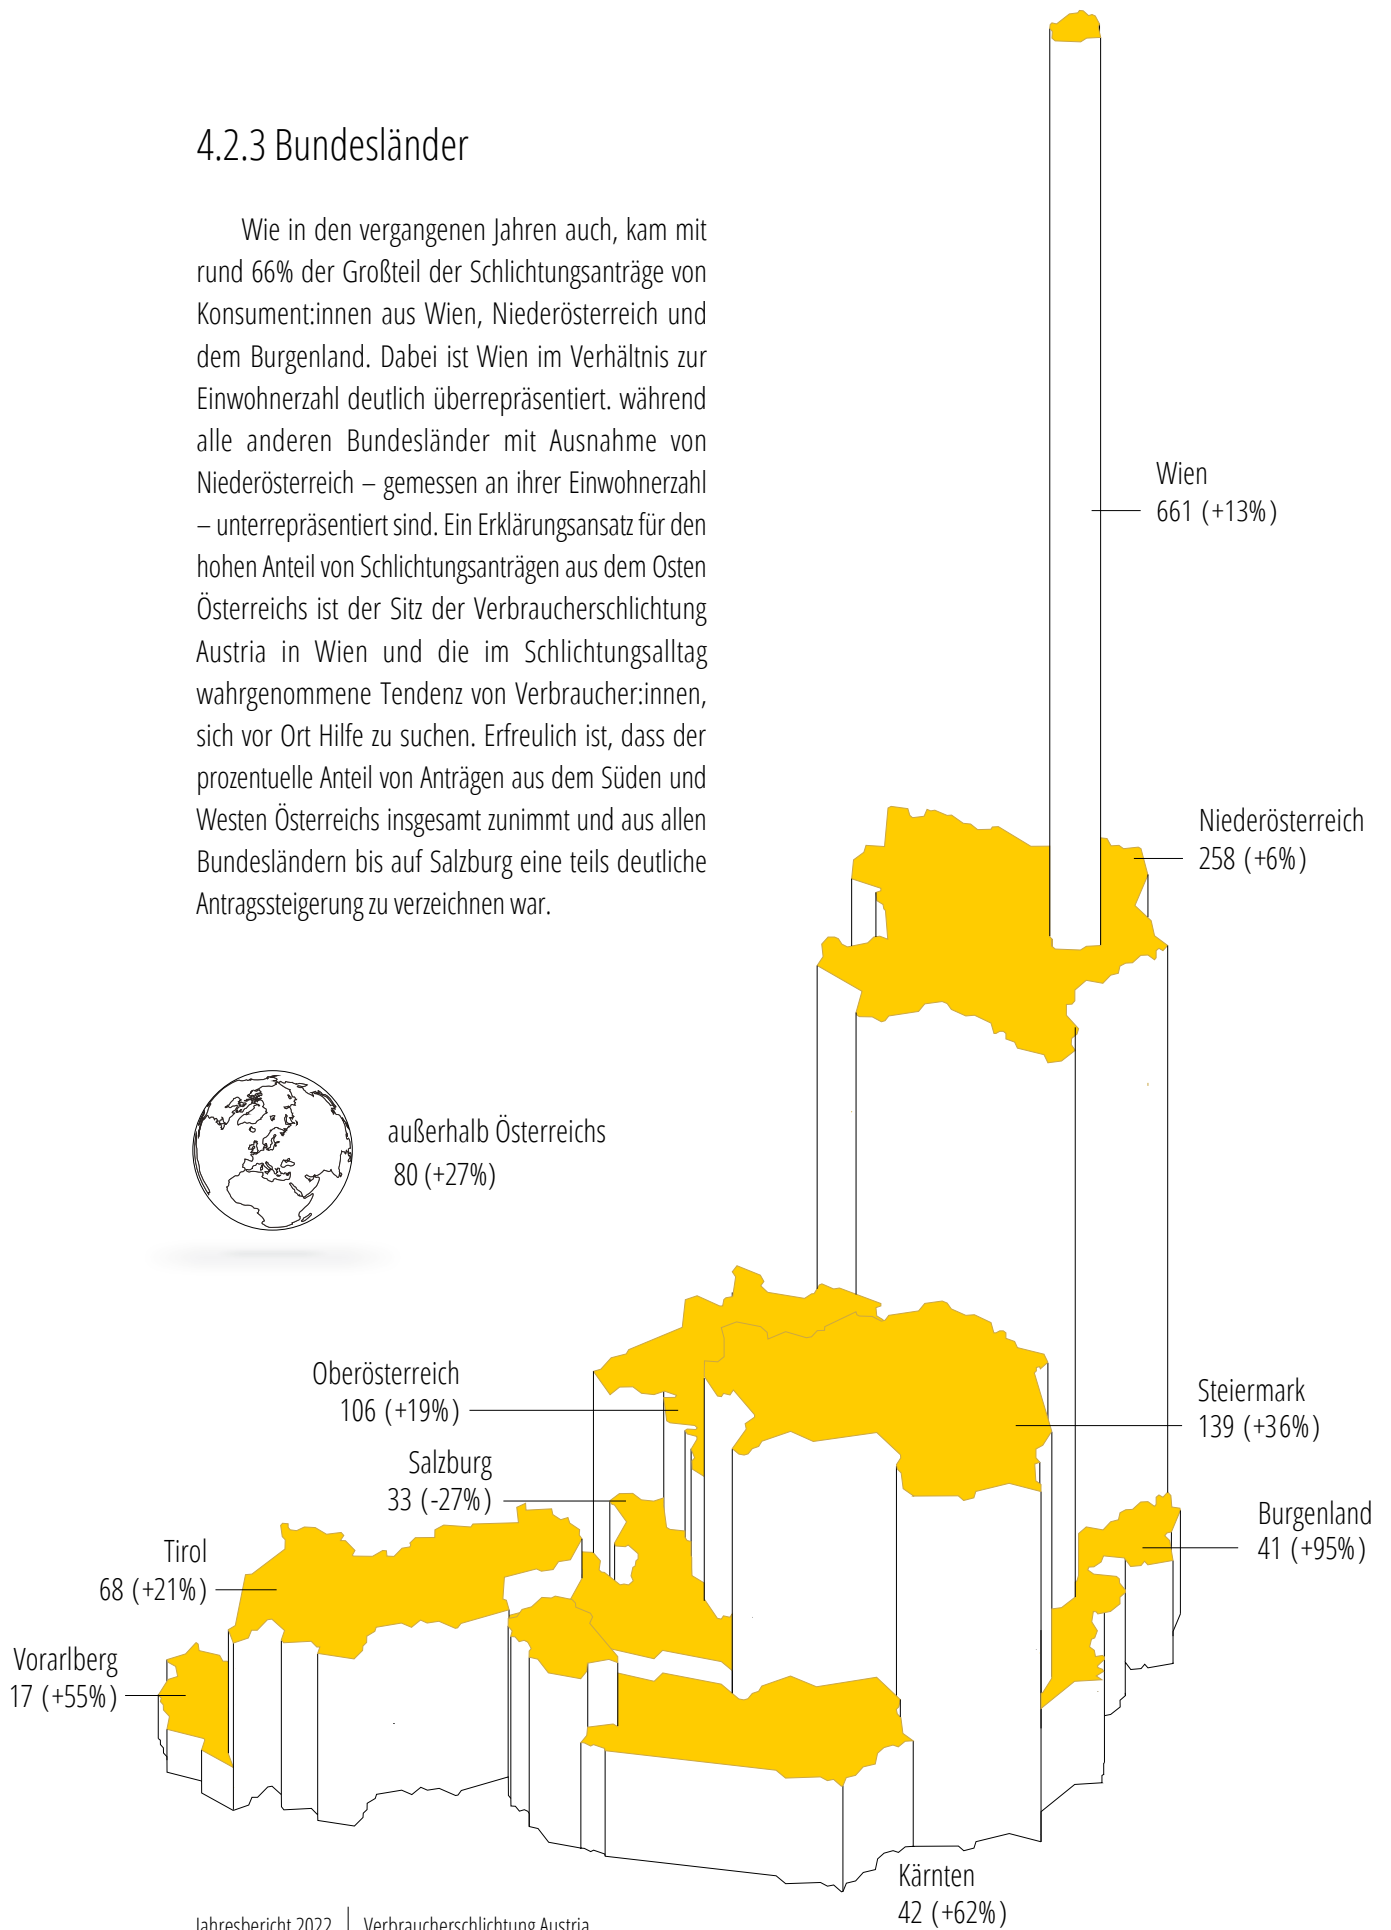 4.2.3 Bundesländer
Wie in den vergangenen Jahren auch, kam mit
rund 66% der Großteil der Schlichtungsanträge von
Konsument:innen aus Wien, Niederösterreich und
dem Burgenland. Dabei ist Wien im Verhältnis zur
Einwohnerzahl deutlich überrepräsentiert. während
alle anderen Bundesländer mit Ausnahme von
Niederösterreich – gemessen an ihrer Einwohnerzahl
– unterrepräsentiert sind. Ein Erklärungsansatz für den
hohen Anteil von Schlichtungsanträgen aus dem Osten
Österreichs ist der Sitz der Verbraucherschlichtung
Austria in Wien und die im Schlichtungsalltag
wahrgenommene Tendenz von Verbraucher:innen,
sich vor Ort Hilfe zu suchen. Erfreulich ist, dass der
prozentuelle Anteil von Anträgen aus dem Süden und
Westen Österreichs insgesamt zunimmt und aus allen
Bundesländern bis auf Salzburg eine teils deutliche
Antragssteigerung zu verzeichnen war.
Wien
661 (+13%)
Niederösterreich
258 (+6%)
außerhalb Österreichs
80 (+27%)
Oberösterreich
106 (+19%)
Steiermark
139 (+36%)
Salzburg
33 (-27%)
Burgenland
41 (+95%)
Tirol
68 (+21%)
Vorarlberg
17 (+55%)
Kärnten
42 (+62%)
Jahresbericht 2022 | Verbraucherschlichtung Austria